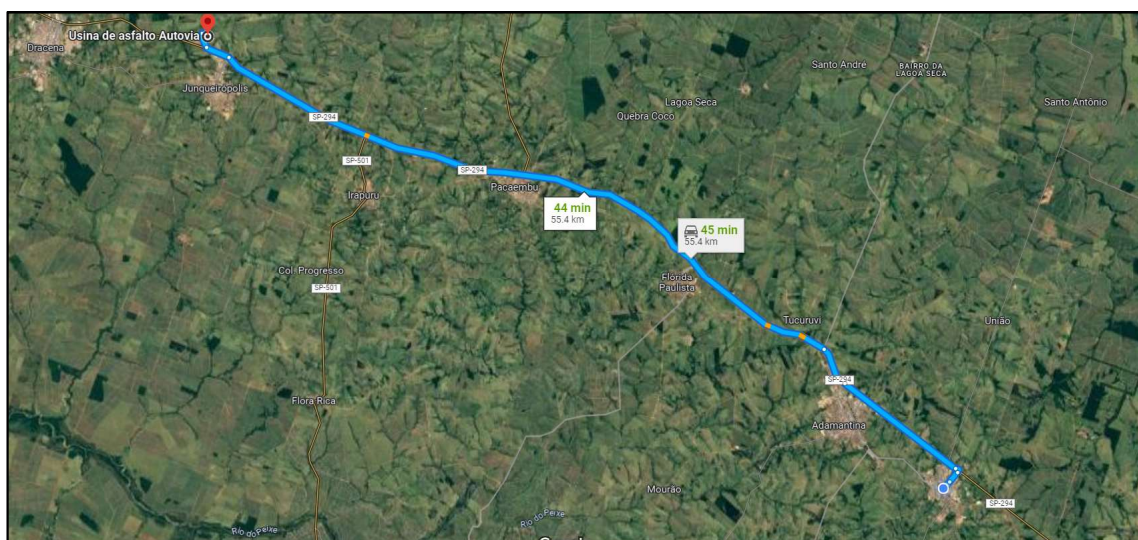 Usina de asfalto Autovia
Dracena
Junqueirópolis
Santo André
BAIRRO DA
LAGOA SECA
Lagoa Seca
Quebra Coco
Santo Antônio
SP-294
SP-501
SP-294
Irapuru
Pacaembu
44 min
55.4 km
45 min
55.4 km
Col. Progresso
SP-501
Flórida
Paulista
Tucuruvi
União
SP-294
Flora Rica
Adamantina
Mourão
SP-294
Rio do Peixe
Rio do Peixe